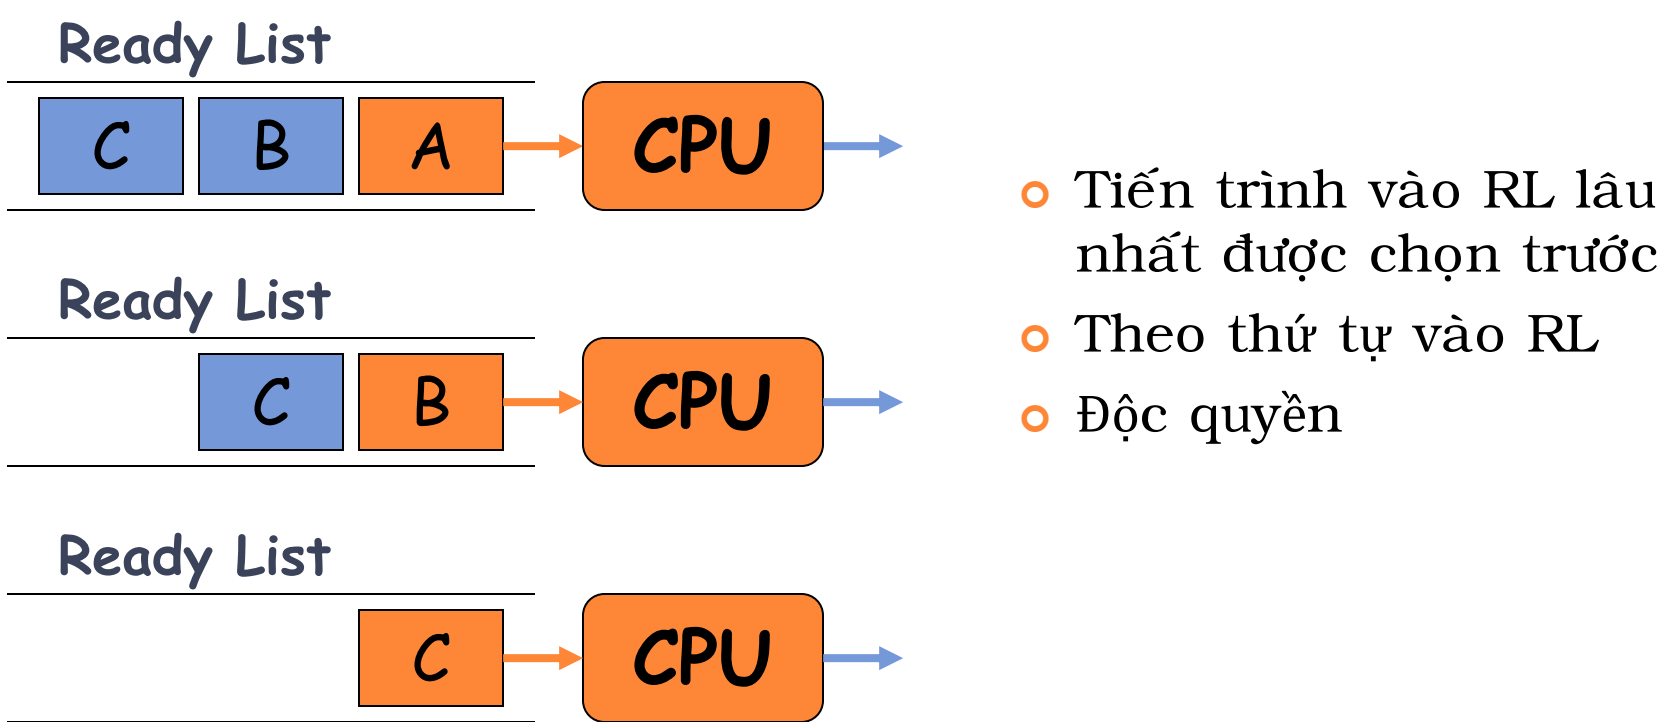 Ready List
C B A CPU
Ready List
C B CPU
Ready List
C CPU
Tiến trình vào RL lâu
nhất được chọn trước
Theo thứ tự vào RL
Độc quyền